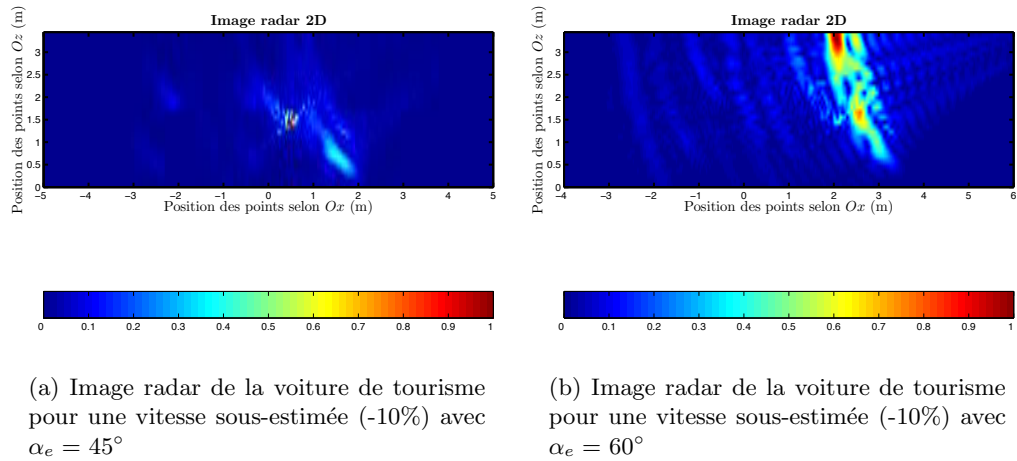 Image radar 2D
Position des points selon Oz (m)
3.5
3
2.5
2
1.5
1
0.5
0
−5 −4 −3 −2 −1 0 1 2 3 4 5
Position des points selon Ox (m)
0 0.1 0.2 0.3 0.4 0.5 0.6 0.7 0.8 0.9 1
(a) Image radar de la voiture de tourisme
pour une vitesse sous-estimée (-10%) avec
αe = 45°
Image radar 2D
Position des points selon Oz (m)
3
2.5
2
1.5
1
0.5
0
−4 −3 −2 −1 0 1 2 3 4 5 6
Position des points selon Ox (m)
0 0.1 0.2 0.3 0.4 0.5 0.6 0.7 0.8 0.9 1
(b) Image radar de la voiture de tourisme
pour une vitesse sous-estimée (-10%) avec
αe = 60°